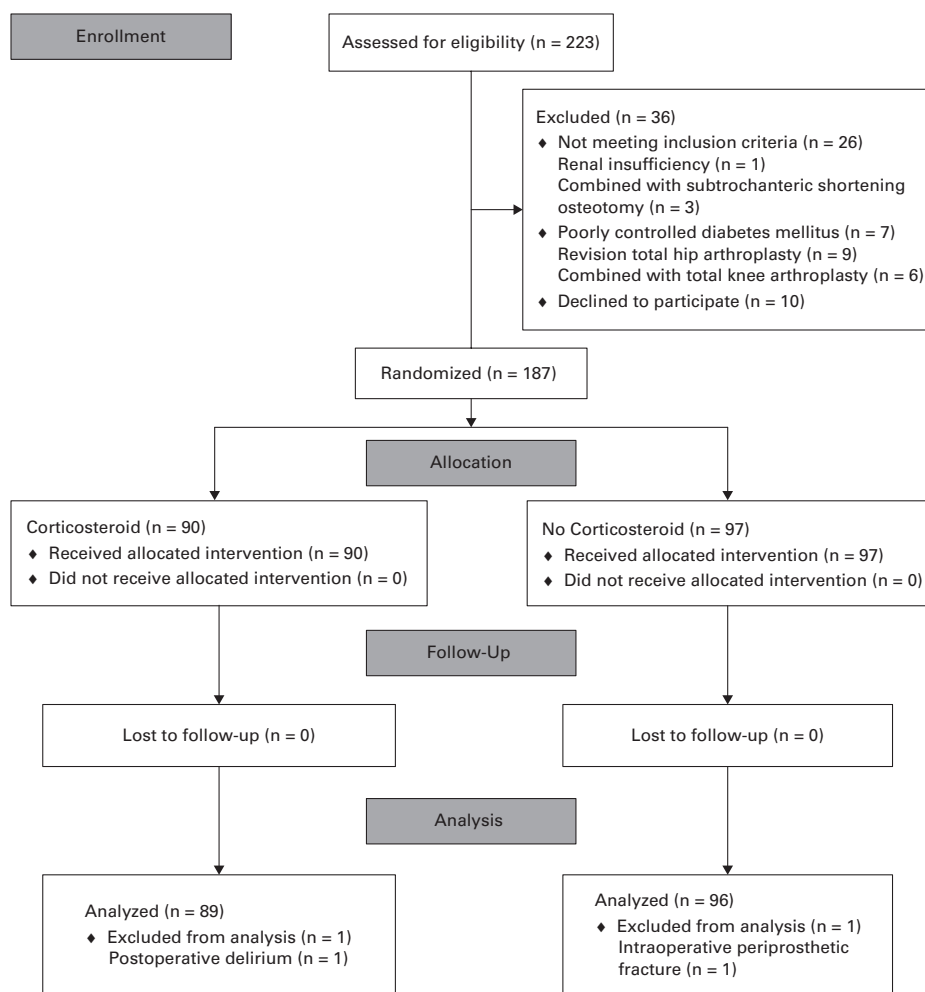 Enrollment
Assessed for eligibility (n = 223)
Excluded (n = 36)
♦ Not meeting inclusion criteria (n = 26)
Renal insufficiency (n = 1)
Combined with subtrochanteric shortening
osteotomy (n = 3)
♦ Poorly controlled diabetes mellitus (n = 7)
Revision total hip arthroplasty (n = 9)
Combined with total knee arthroplasty (n = 6)
♦ Declined to participate (n = 10)
Randomized (n = 187)
Allocation
Corticosteroid (n = 90)
♦ Received allocated intervention (n = 90)
♦ Did not receive allocated intervention (n = 0)
No Corticosteroid (n = 97)
♦ Received allocated intervention (n = 97)
♦ Did not receive allocated intervention (n = 0)
Follow-Up
Lost to follow-up (n = 0)
Lost to follow-up (n = 0)
Analysis
Analyzed (n = 89)
♦ Excluded from analysis (n = 1)
Postoperative delirium (n = 1)
Analyzed (n = 96)
♦ Excluded from analysis (n = 1)
Intraoperative periprosthetic
fracture (n = 1)